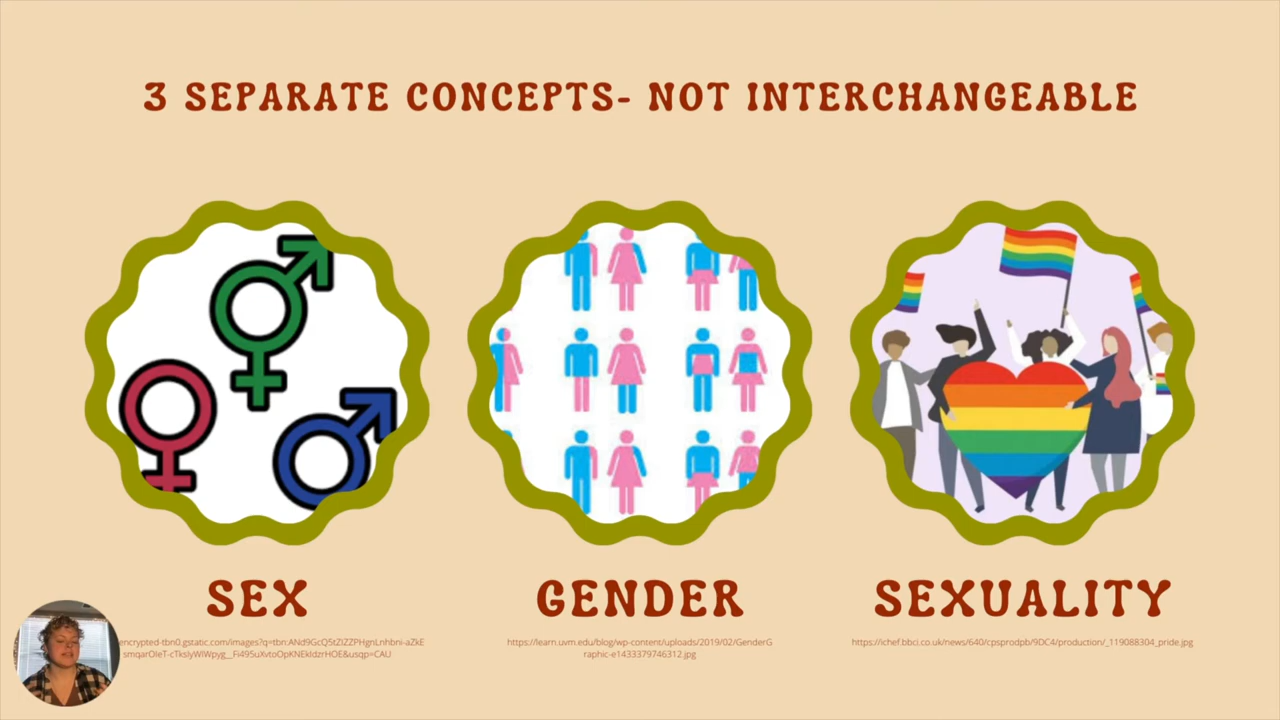 3 SEPARATE CONCEPTS- NOT INTERCHANGEABLE
SEX
GENDER
SEXUALITY
https://learn.uvm.edu/blog/wp-content/uploads/2019/02/GenderG
raphic-e1433379746312.jpg
https://ichef.bbci.co.uk/news/640/cpsprodpb/9DC4/production/_119088304_pride.jpg